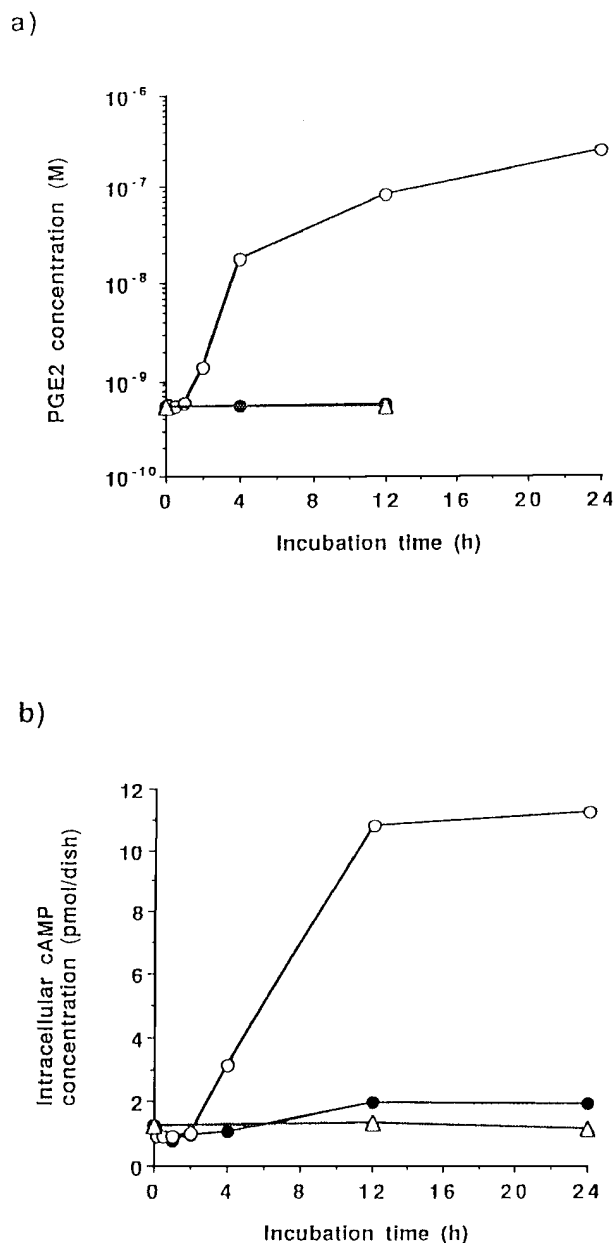 a)
PGE2 concentration (M)
10⁻⁶
10⁻⁷
10⁻⁸
10⁻⁹
10⁻¹⁰
0 4 8 12 16 20 24
Incubation time (h)
b)
Intracellular cAMP
concentration (pmol/dish)
12
10
8
6
4
2
0
0 4 8 12 16 20 24
Incubation time (h)